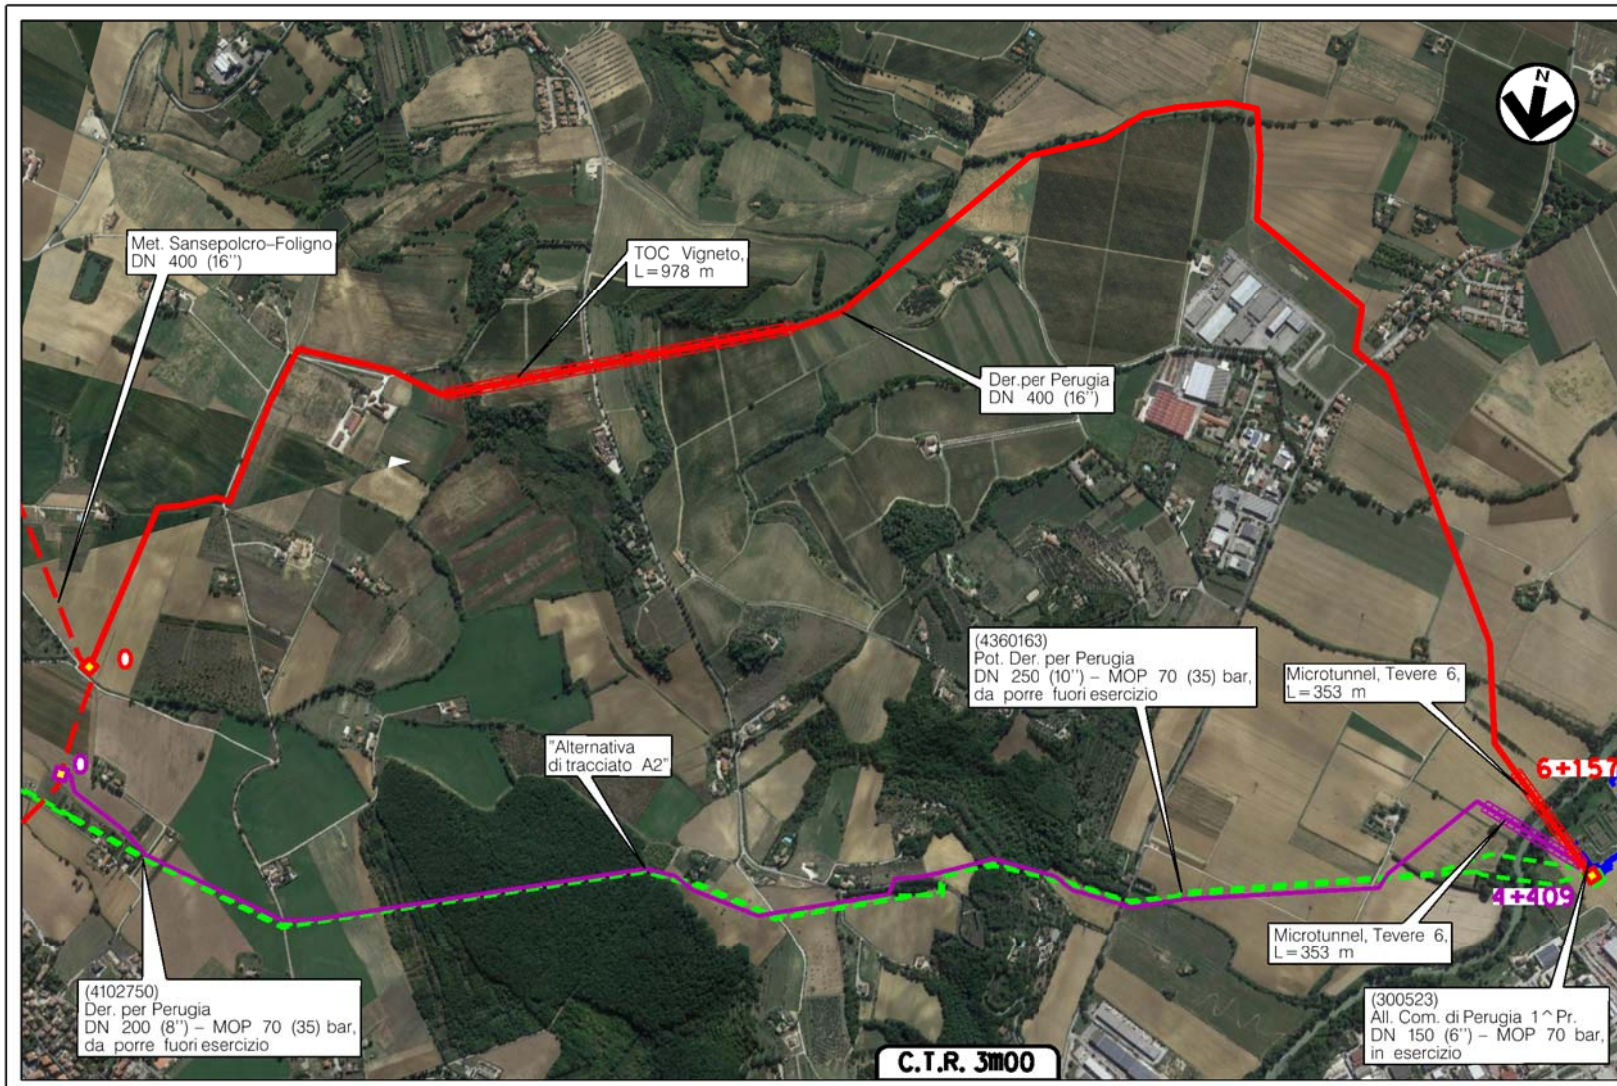 N
Met. Sansepolcro–Foligno
DN 400 (16'')
TOC Vigneto,
L=978 m
Der.per Perugia
DN 400 (16'')
0
(4360163)
Pot. Der. per Perugia
DN 250 (10'') – MOP 70 (35) bar,
da porre fuori esercizio
Microtunnel, Tevere 6,
L=353 m
"Alternativa
di tracciato A2"
0
6+157
4+409
Microtunnel, Tevere 6,
L=353 m
(4102750)
Der. per Perugia
DN 200 (8'') – MOP 70 (35) bar,
da porre fuori esercizio
(300523)
All. Com. di Perugia 1^Pr.
DN 150 (6'') – MOP 70 bar,
in esercizio
C.T.R. 3m00